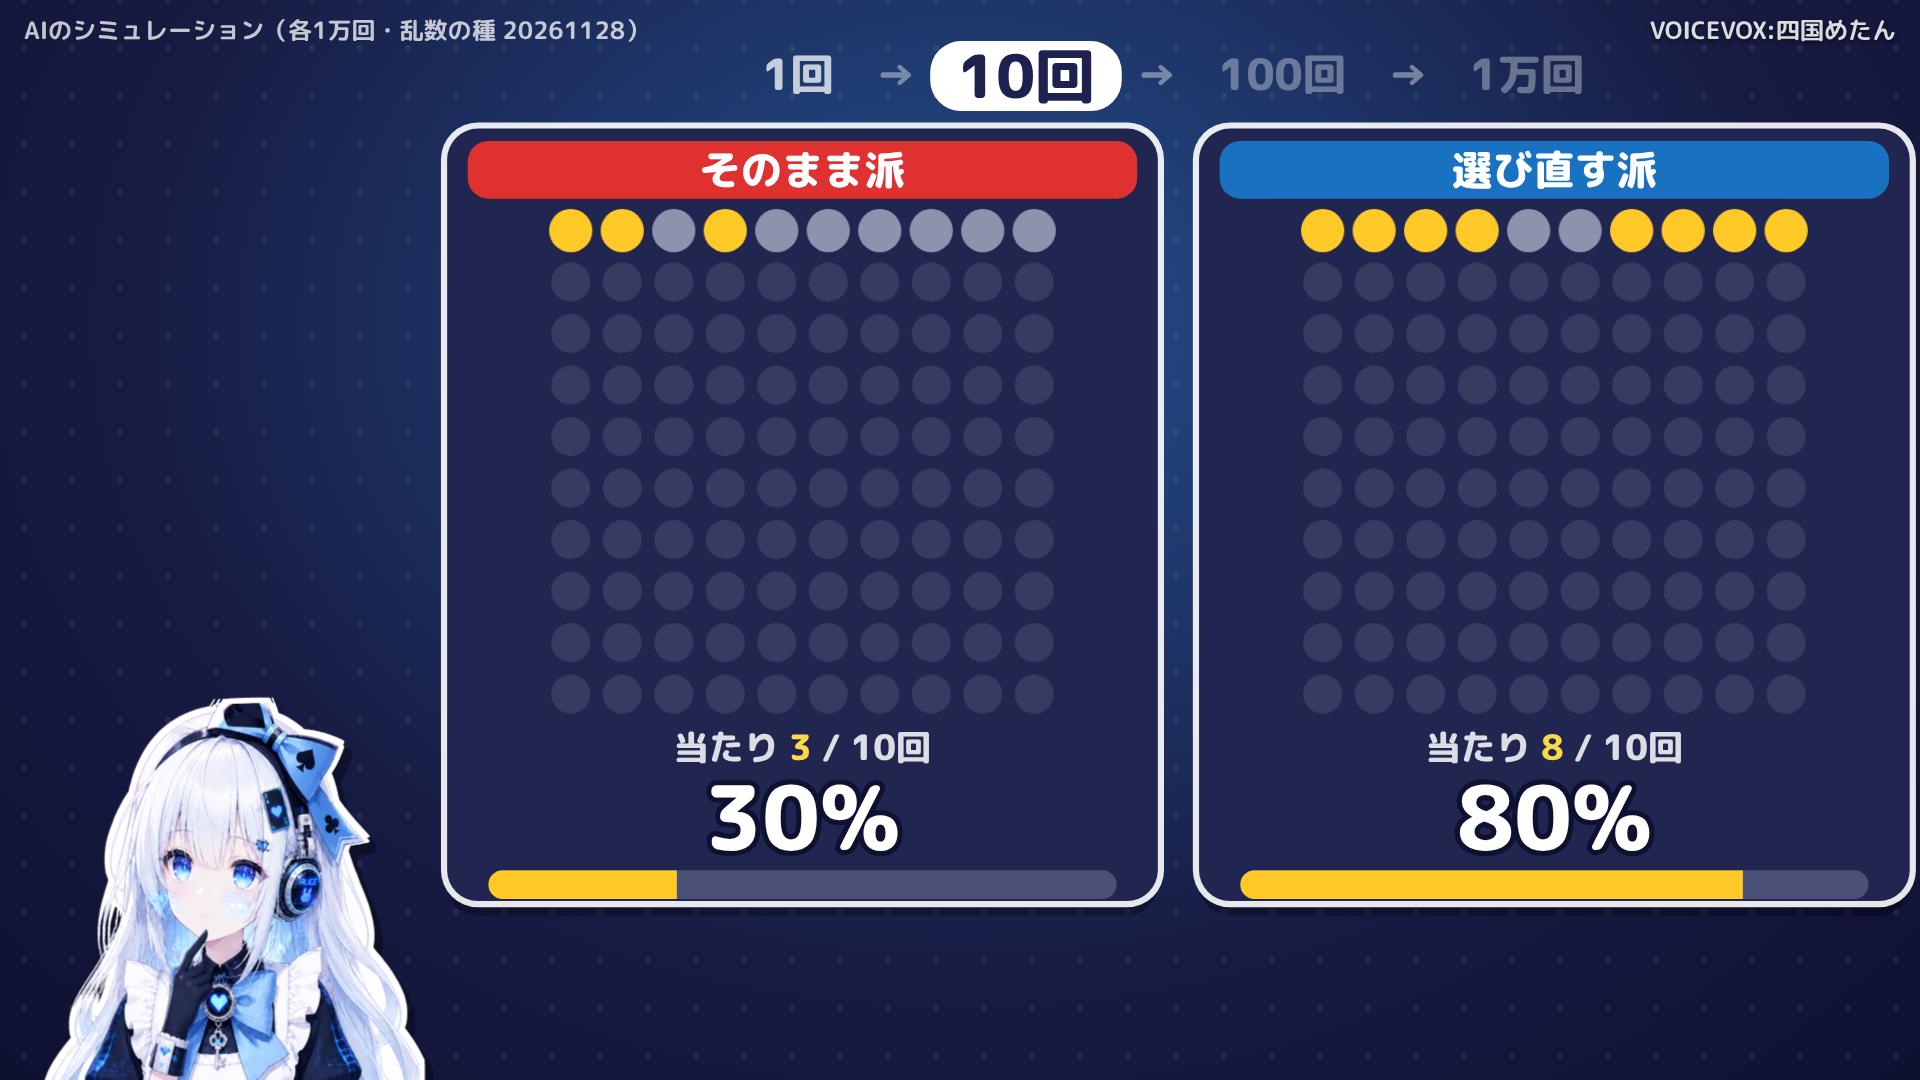 AIのシミュレーション（各1万回・乱数の種 20261128）
VOICEVOX:四国めたん
1回 → 10回 → 100回 → 1万回
そのまま派
選び直す派
当たり 3 / 10回
30%
当たり 8 / 10回
80%
ALICE